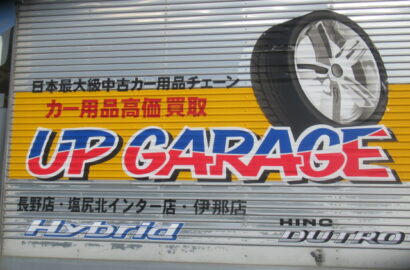 日本最大級中古カー用品チェーン
カー用品高価買取
UP GARAGE
長野店・塩尻北インター店・伊那店
Hybrid
HINO
DUTRO